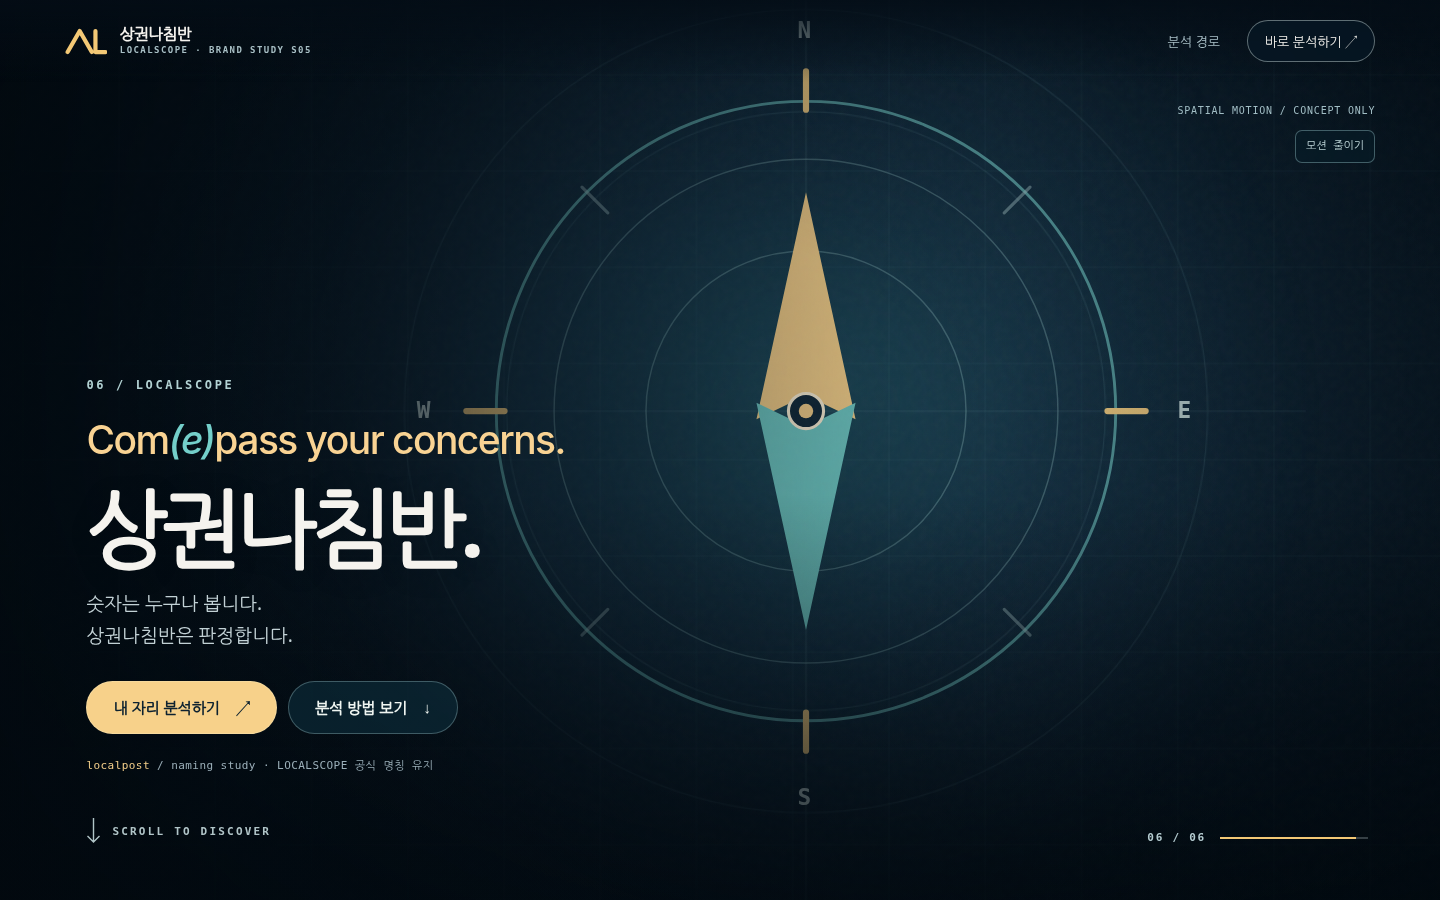 상권나침반
LOCALSCOPE · BRAND STUDY S05
분석 경로
바로 분석하기 ↗
SPATIAL MOTION / CONCEPT ONLY
모션 줄이기
N
W
E
S
06 / LOCALSCOPE
Com(e)pass your concerns.
상권나침반.
숫자는 누구나 봅니다.
상권나침반은 판정합니다.
내 자리 분석하기 ↗
분석 방법 보기 ↓
localpost / naming study · LOCALSCOPE 공식 명칭 유지
↓ SCROLL TO DISCOVER
06 / 06